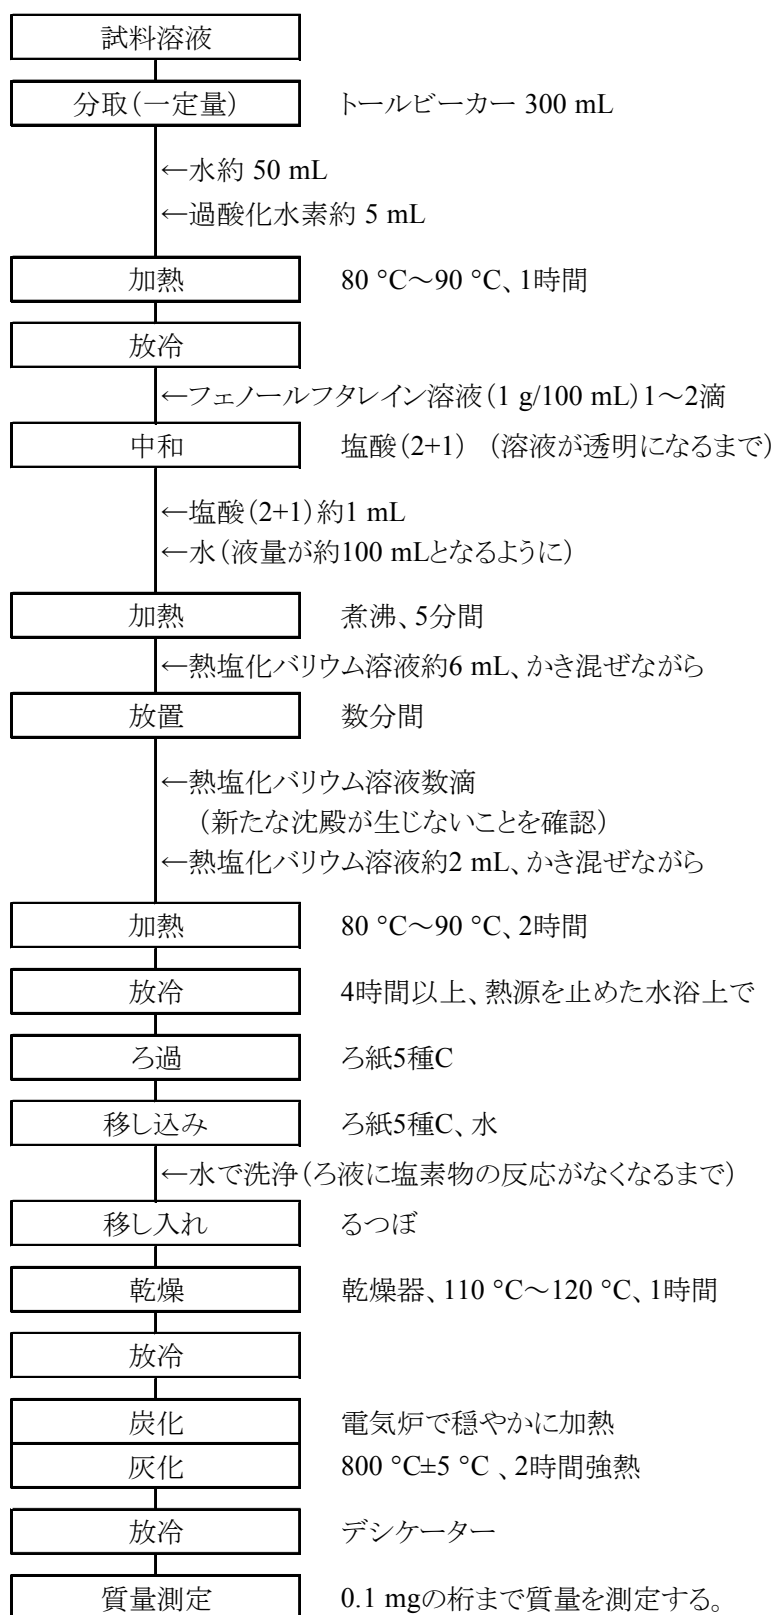 試料溶液
分取(一定量) トールビーカー 300 mL
←水約 50 mL
←過酸化水素約 5 mL
加熱 80 °C~90 °C、1時間
放冷
←フェノールフタレイン溶液(1 g/100 mL)1~2滴
中和 塩酸(2+1) (溶液が透明になるまで)
←塩酸(2+1)約1 mL
←水(液量が約100 mLとなるように)
加熱 煮沸、5分間
←熱塩化バリウム溶液約6 mL、かき混ぜながら
放置 数分間
←熱塩化バリウム溶液数滴
(新たな沈殿が生じないことを確認)
←熱塩化バリウム溶液約2 mL、かき混ぜながら
加熱 80 °C~90 °C、2時間
放冷 4時間以上、熱源を止めた水浴上で
ろ過 ろ紙5種C
移し込み ろ紙5種C、水
←水で洗浄(ろ液に塩素物の反応がなくなるまで)
移し入れ るつぼ
乾燥 乾燥器、110 °C~120 °C、1時間
放冷
炭化 電気炉で穏やかに加熱
灰化 800 °C±5 °C 、2時間強熱
放冷 デシケーター
質量測定 0.1 mgの桁まで質量を測定する。